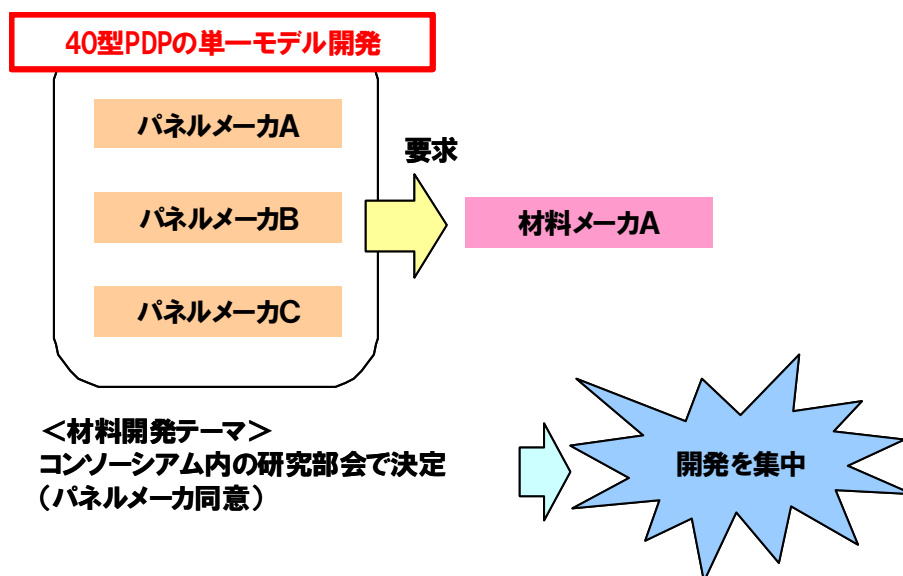 40型PDPの単一モデル開発
パネルメーカA
要求
パネルメーカB
材料メーカA
パネルメーカC
＜材料開発テーマ＞
コンソーシアム内の研究部会で決定
（パネルメーカ同意）
開発を集中